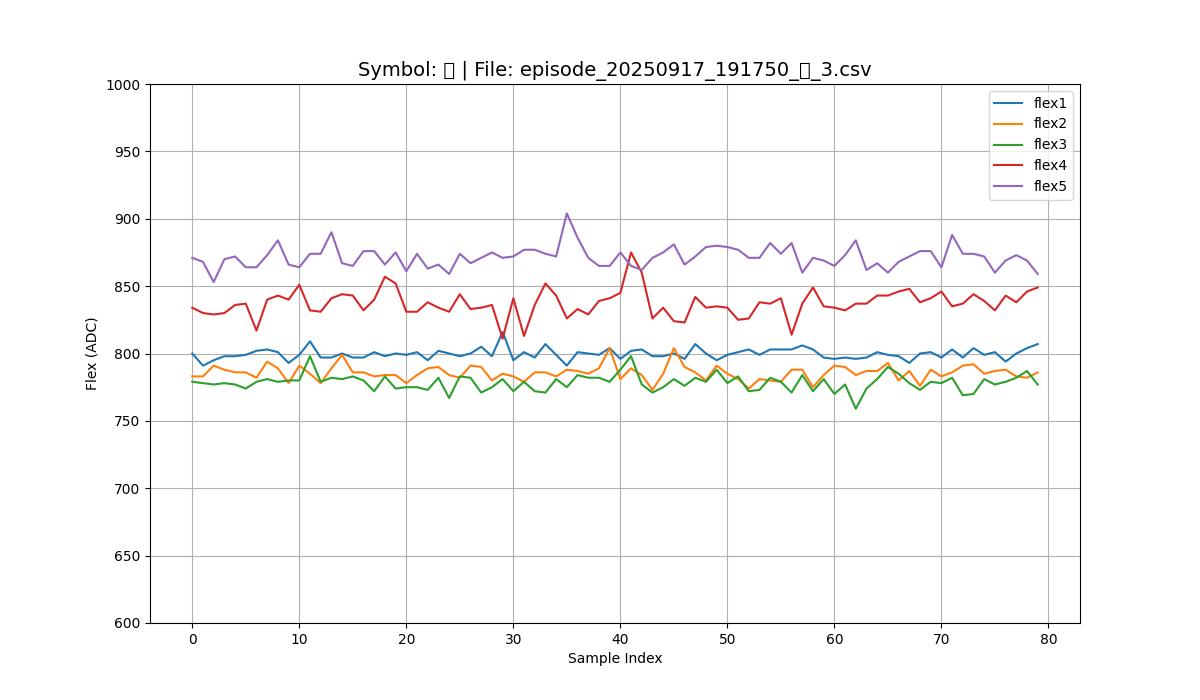 Symbol: | File: episode_20250917_191750_ _3.csv
flex1
flex2
flex3
flex4
flex5
Flex (ADC)
1000
950
900
850
800
750
700
650
600
0 10 20 30 40 50 60 70 80
Sample Index